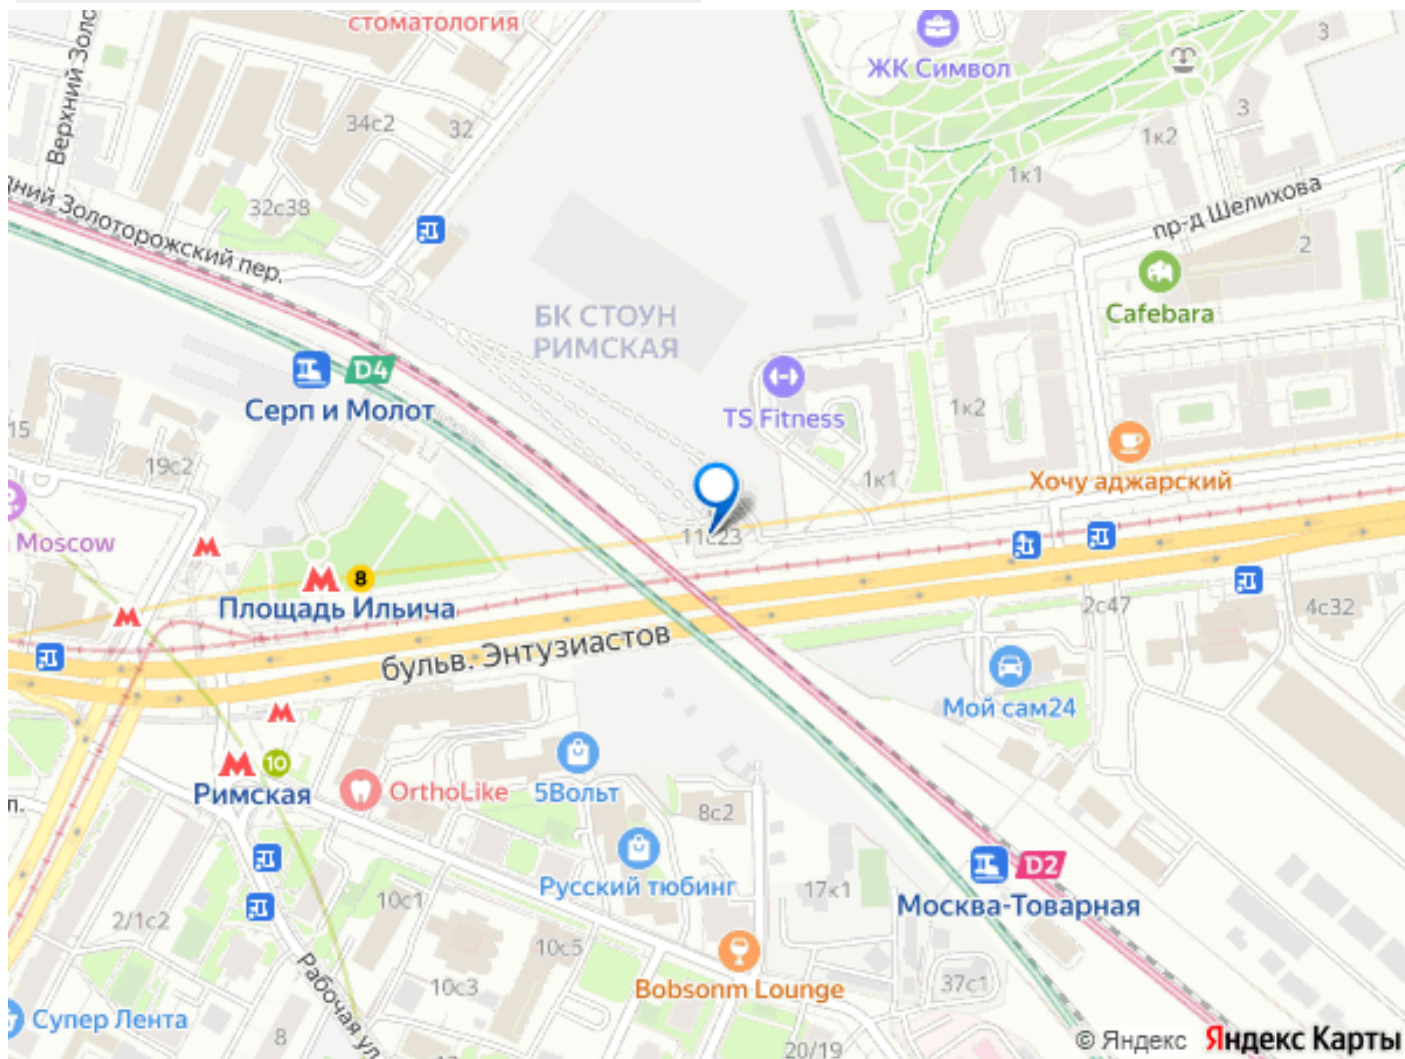 стоматология
Верхний Золо
ЖК Символ
3
34с2
32
3
1к2
1к1
32с38
пр-д Шелихова
2
дний Золоторожский пер.
БК СТОУН
РИМСКАЯ
Cafebara
D4
Серп и Молот
TS Fitness
1к2
15
19с2
1к1
Хочу аджарский
Moscow
11с23
8
Площадь Ильича
2с47
4с32
бульв. Энтузиастов
Мой сам24
10
Римская
OrthoLike
5Вольт
8с2
л.
D2
Русский тюбинг
17к1
Москва-Товарная
10с1
2/1с2
10с5
10с3
Bobsonm Lounge
37с1
Рабочая ул.
Супер Лента
8
20/19
© Яндекс Яндекс Карты